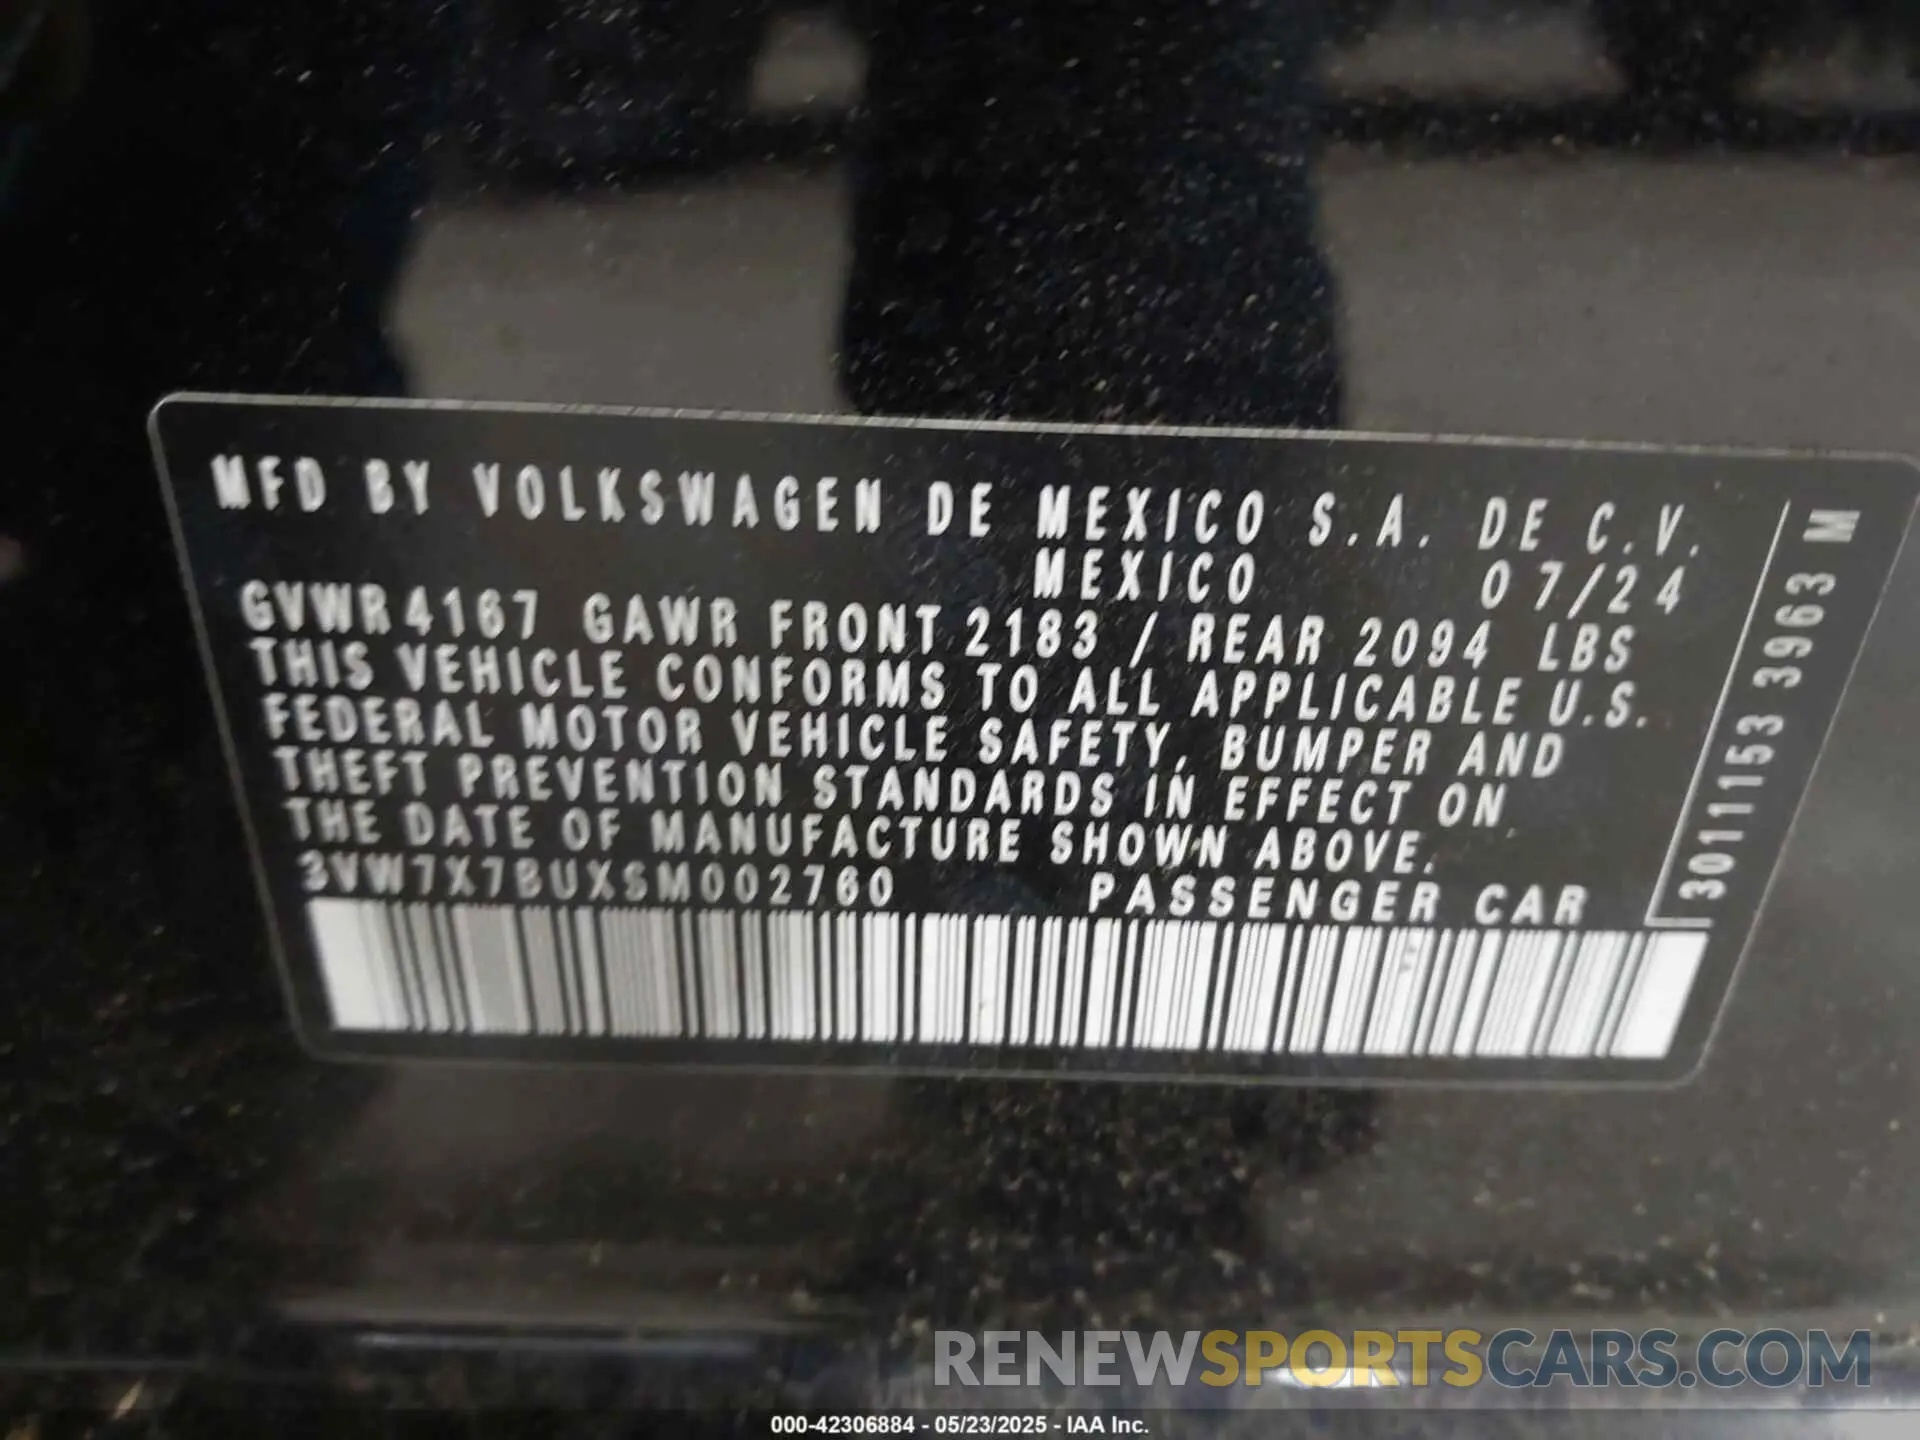 MFD BY VOLKSWAGEN DE MEXICO S.A. DE C.V.
MEXICO 07/24
GVWR 4167 GAWR FRONT 2183 / REAR 2094 LBS
THIS VEHICLE CONFORMS TO ALL APPLICABLE U.S.
FEDERAL MOTOR VEHICLE SAFETY, BUMPER AND
THEFT PREVENTION STANDARDS IN EFFECT ON
THE DATE OF MANUFACTURE SHOWN ABOVE.
3VW7X7BUXSM002760 PASSENGER CAR
3011153 3963 M
RENEWSPORTSCARS.COM
000-42306884 - 05/23/2025 - IAA Inc.